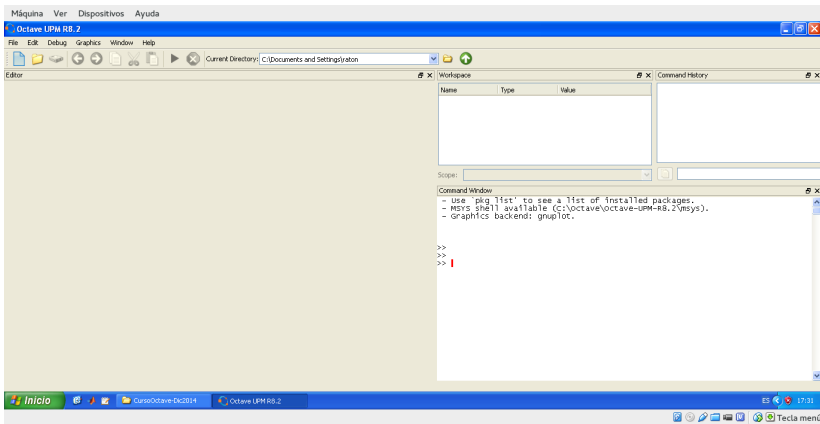 Máquina Ver Dispositivos Ayuda
Octave UPM R8.2
File Edit Debug Graphics Window Help
Current Directory: C:\Documents and Settings\raton
Editor
Workspace
Name Type Value
Scope:
Command History
Command Window
- Use `pkg list' to see a list of installed packages.
- MSYS shell available (C:\Octave\Octave-UPM-R8.2\msys).
- Graphics backend: gnuplot.
>>
>>
>>
Inicio CursoOctave-Dic2014 Octave UPM R8.2 ES 17:31
Tecla menú